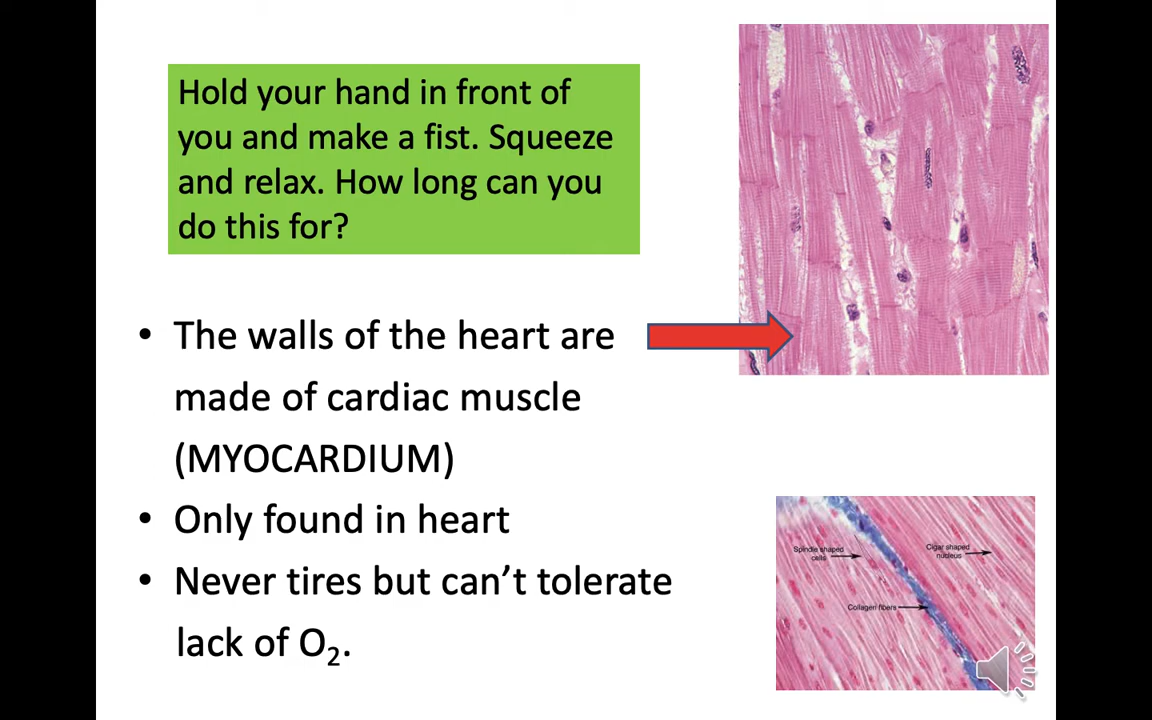 Hold your hand in front of
you and make a fist. Squeeze
and relax. How long can you
do this for?
• The walls of the heart are
made of cardiac muscle
(MYOCARDIUM)
• Only found in heart
• Never tires but can’t tolerate
lack of O₂.
Spindle shaped
cells
Cigar shaped
nucleus
Collagen fibers